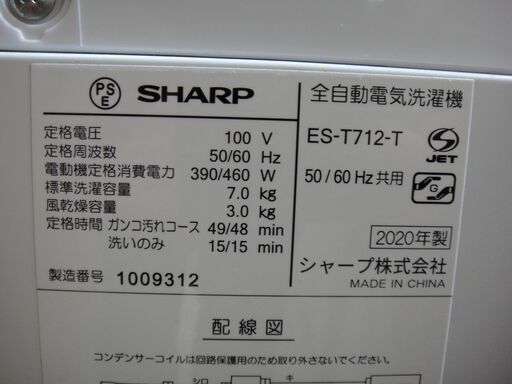 PS
E
SHARP
全自動電気洗濯機
定格電圧 100 V
ES-T712-T
JET
定格周波数 50/60 Hz
電動機定格消費電力 390/460 W
50/60Hz共用
標準洗濯容量 7.0 kg
G
風乾燥容量 3.0 kg
定格時間 ガンコ汚れコース 49/48 min
2020年製
洗いのみ 15/15 min
シャープ株式会社
製造番号 1009312
MADE IN CHINA
配線図
コンデンサーコイルは回路保護用のため取り外さないでください。
シロ
キ